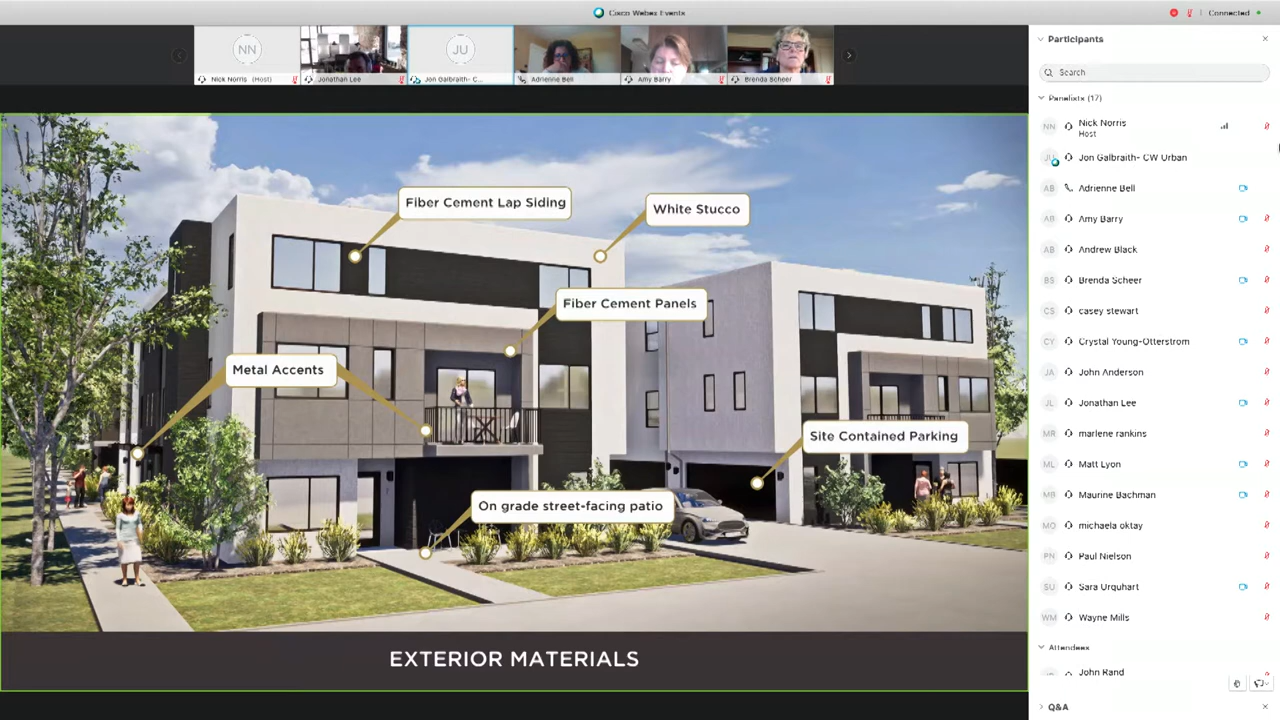 Cisco Webex Events
Connected
NN
JU
Nick Norris (Host)
Jonathan Lee
Jon Galbraith- C...
Adrienne Bell
Amy Barry
Brenda Scheer
Fiber Cement Lap Siding
White Stucco
Fiber Cement Panels
Metal Accents
Site Contained Parking
On grade street-facing patio
EXTERIOR MATERIALS
Participants
Search
Panelists (17)
NN Nick Norris
Host
JU Jon Galbraith- CW Urban
AB Adrienne Bell
AB Amy Barry
AB Andrew Black
BS Brenda Scheer
CS casey stewart
CY Crystal Young-Otterstrom
JA John Anderson
JL Jonathan Lee
MR marlene rankins
ML Matt Lyon
MB Maurine Bachman
MO michaela oktay
PN Paul Nielson
SU Sara Urquhart
WM Wayne Mills
Attendees
John Rand
Q&A